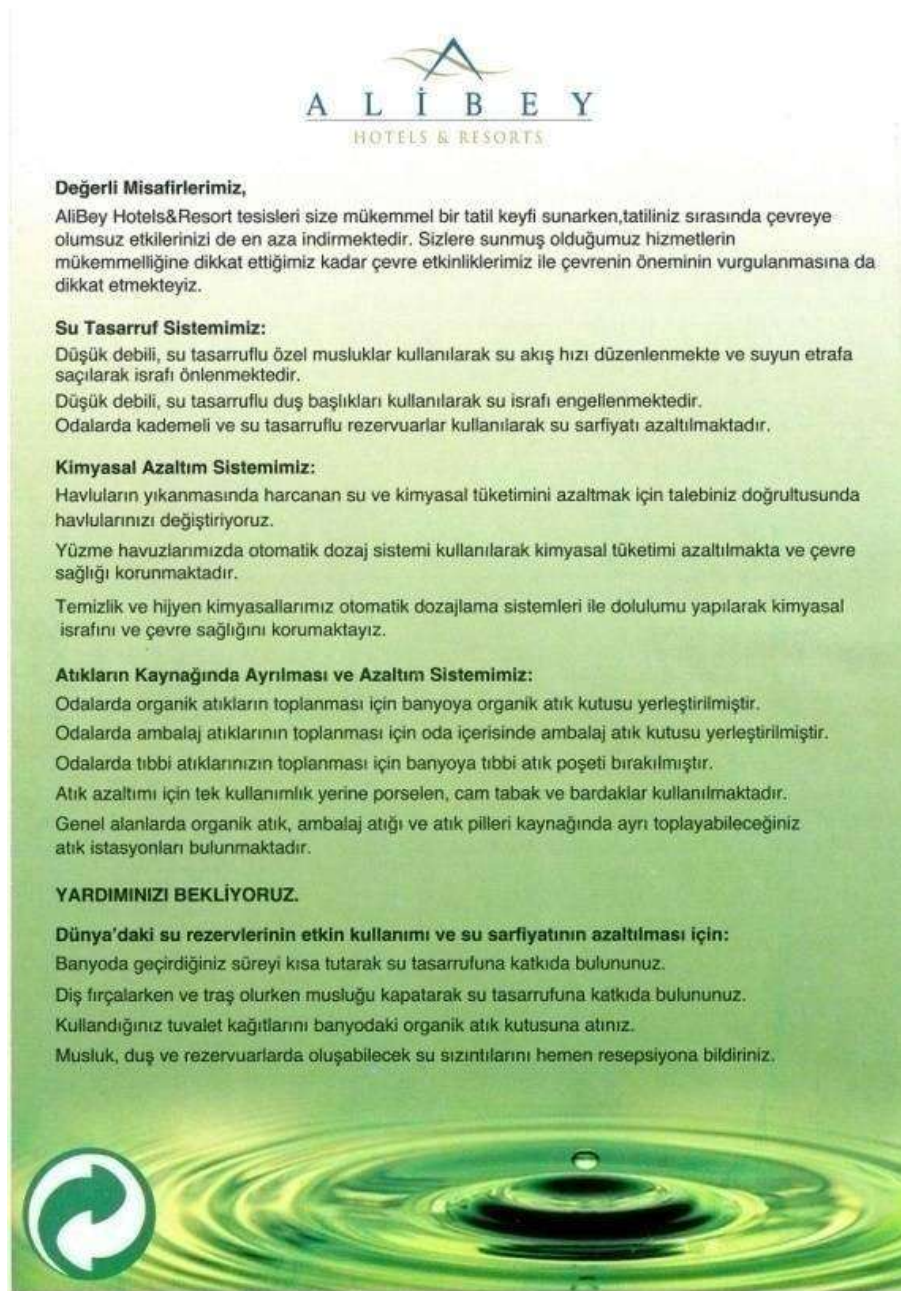 ALİBEY
HOTELS & RESORTS
Değerli Misafirlerimiz,
AliBey Hotels&Resort tesisleri size mükemmel bir tatil keyfi sunarken,tatiliniz sırasında çevreye
olumsuz etkilerinizi de en aza indirmektedir. Sizlere sunmuş olduğumuz hizmetlerin
mükemmelliğine dikkat ettiğimiz kadar çevre etkinliklerimiz ile çevrenin öneminin vurgulanmasına da
dikkat etmekteyiz.
Su Tasarruf Sistemimiz:
Düşük debili, su tasarruflu özel musluklar kullanılarak su akış hızı düzenlenmekte ve suyun etrafa
saçılarak israfı önlenmektedir.
Düşük debili, su tasarruflu duş başlıkları kullanılarak su israfı engellenmektedir.
Odalarda kademeli ve su tasarruflu rezervuarlar kullanılarak su sarfiyatı azaltılmaktadır.
Kimyasal Azaltım Sistemimiz:
Havluların yıkanmasında harcanan su ve kimyasal tüketimini azaltmak için talebiniz doğrultusunda
havlularınızı değiştiriyoruz.
Yüzme havuzlarımızda otomatik dozaj sistemi kullanılarak kimyasal tüketimi azaltılmakta ve çevre
sağlığı korunmaktadır.
Temizlik ve hijyen kimyasallarımız otomatik dozajlama sistemleri ile dolulumu yapılarak kimyasal
israfını ve çevre sağlığını korumaktayız.
Atıkların Kaynağında Ayrılması ve Azaltım Sistemimiz:
Odalarda organik atıkların toplanması için banyoya organik atık kutusu yerleştirilmiştir.
Odalarda ambalaj atıklarının toplanması için oda içerisinde ambalaj atık kutusu yerleştirilmiştir.
Odalarda tıbbi atıklarınızın toplanması için banyoya tıbbi atık poşeti bırakılmıştır.
Atık azaltımı için tek kullanımlık yerine porselen, cam tabak ve bardaklar kullanılmaktadır.
Genel alanlarda organik atık, ambalaj atığı ve atık pilleri kaynağında ayrı toplayabileceğiniz
atık istasyonları bulunmaktadır.
YARDIMINIZI BEKLİYORUZ.
Dünya'daki su rezervlerinin etkin kullanımı ve su sarfiyatının azaltılması için:
Banyoda geçirdiğiniz süreyi kısa tutarak su tasarrufuna katkıda bulununuz.
Diş fırçalarken ve traş olurken musluğu kapatarak su tasarrufuna katkıda bulununuz.
Kullandığınız tuvalet kağıtlarını banyodaki organik atık kutusuna atınız.
Musluk, duş ve rezervuarlarda oluşabilecek su sızıntılarını hemen resepsiyona bildiriniz.